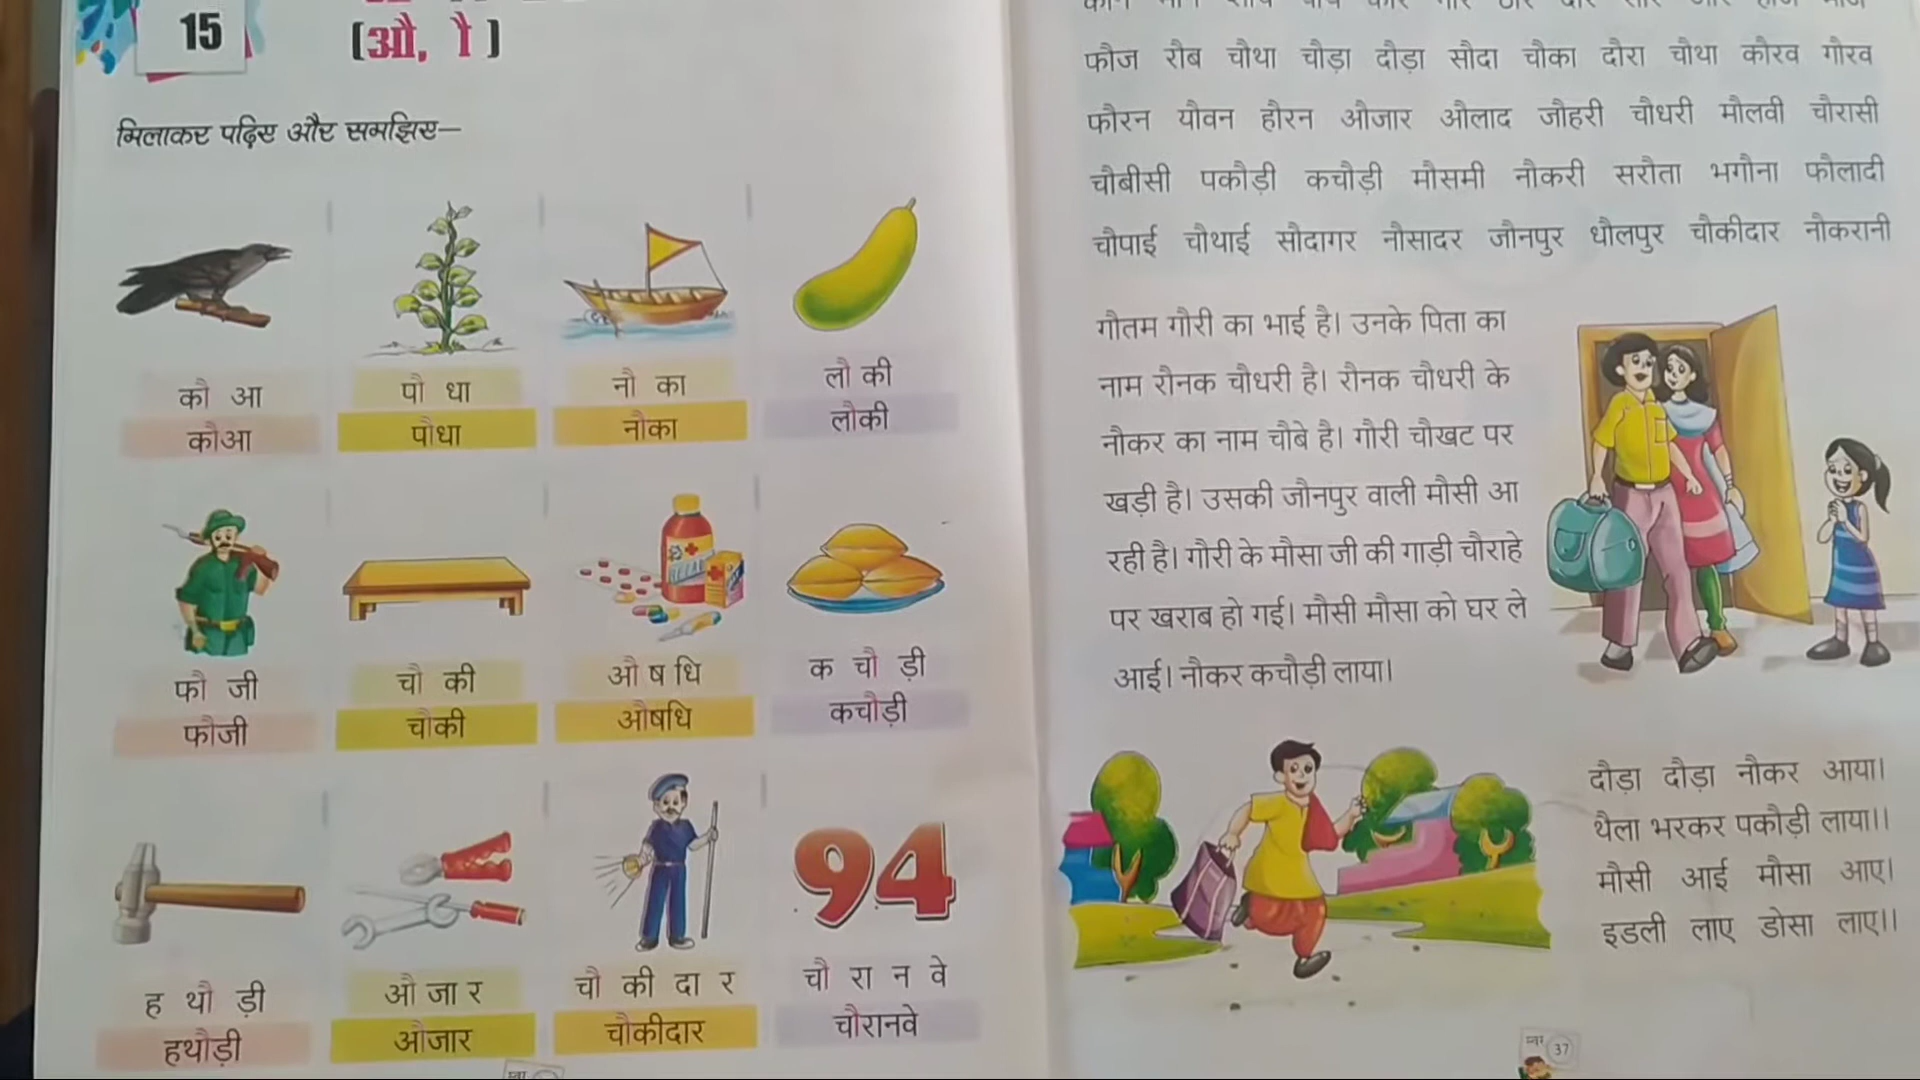 15
(औ, ौ)
मिलाकर पढ़िए और समझिए—
कौ आ
कौआ
पौ धा
पौधा
नौ का
नौका
लौ की
लौकी
फौ जी
फौजी
चौ की
चौकी
औ ष धि
औषधि
क चौ ड़ी
कचौड़ी
ह थौ ड़ी
हथौड़ी
औ जा र
औजार
चौ की दा र
चौकीदार
94
चौ रा न वे
चौरानवे
फौज रौब चौथा चौड़ा दौड़ा सौदा चौका दौरा चौथा कौरव गौरव
फौरन यौवन हौरन औजार औलाद जौहरी चौधरी मौलवी चौरासी
चौबीसी पकौड़ी कचौड़ी मौसमी नौकरी सरौता भगौना फौलादी
चौपाई चौथाई सौदागर नौसादर जौनपुर धौलपुर चौकीदार नौकरानी
गौतम गौरी का भाई है। उनके पिता का
नाम रौनक चौधरी है। रौनक चौधरी के
नौकर का नाम चौबे है। गौरी चौखट पर
खड़ी है। उसकी जौनपुर वाली मौसी आ
रही है। गौरी के मौसा जी की गाड़ी चौराहे
पर खराब हो गई। मौसी मौसा को घर ले
आई। नौकर कचौड़ी लाया।
दौड़ा दौड़ा नौकर आया।
थैला भरकर पकौड़ी लाया।।
मौसी आई मौसा आए।
इडली लाए डोसा लाए।।
37